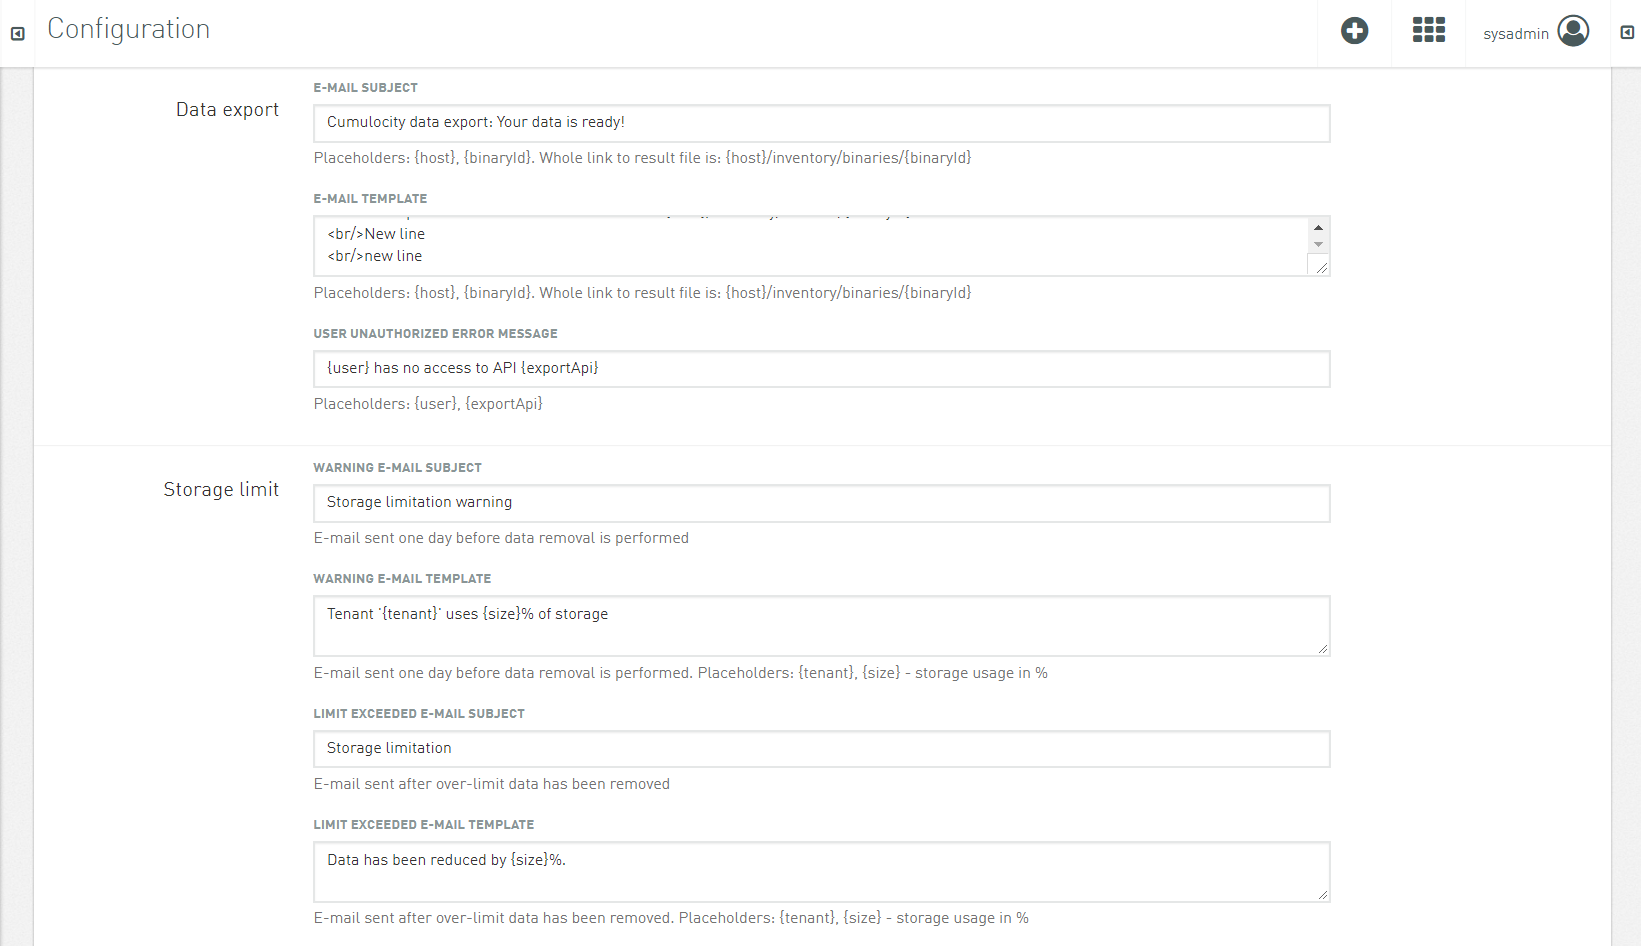 Configuration
sysadmin
Data export
E-MAIL SUBJECT
Cumulocity data export: Your data is ready!
Placeholders: {host}, {binaryId}. Whole link to result file is: {host}/inventory/binaries/{binaryId}
E-MAIL TEMPLATE
<br/>New line
<br/>new line
Placeholders: {host}, {binaryId}. Whole link to result file is: {host}/inventory/binaries/{binaryId}
USER UNAUTHORIZED ERROR MESSAGE
{user} has no access to API {exportApi}
Placeholders: {user}, {exportApi}
Storage limit
WARNING E-MAIL SUBJECT
Storage limitation warning
E-mail sent one day before data removal is performed
WARNING E-MAIL TEMPLATE
Tenant '{tenant}' uses {size}% of storage
E-mail sent one day before data removal is performed. Placeholders: {tenant}, {size} - storage usage in %
LIMIT EXCEEDED E-MAIL SUBJECT
Storage limitation
E-mail sent after over-limit data has been removed
LIMIT EXCEEDED E-MAIL TEMPLATE
Data has been reduced by {size}%.
E-mail sent after over-limit data has been removed. Placeholders: {tenant}, {size} - storage usage in %